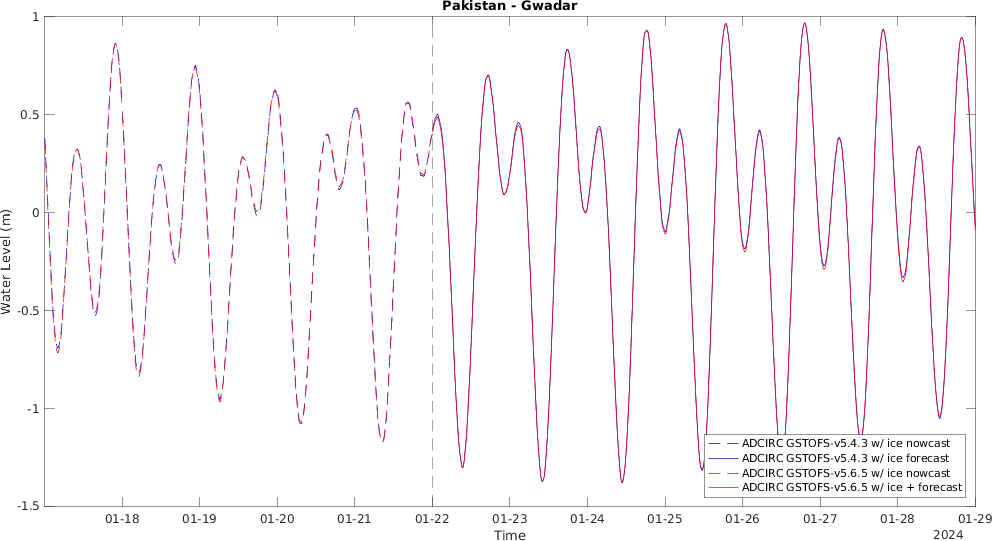 Pakistan - Gwadar
1
0.5
0
-0.5
-1
-1.5
Water Level (m)
ADCIRC GSTOFS-v5.4.3 w/ ice nowcast
ADCIRC GSTOFS-v5.4.3 w/ ice forecast
ADCIRC GSTOFS-v5.6.5 w/ ice nowcast
ADCIRC GSTOFS-v5.6.5 w/ ice + forecast
01-18 01-19 01-20 01-21 01-22 01-23 01-24 01-25 01-26 01-27 01-28 01-29
Time
2024